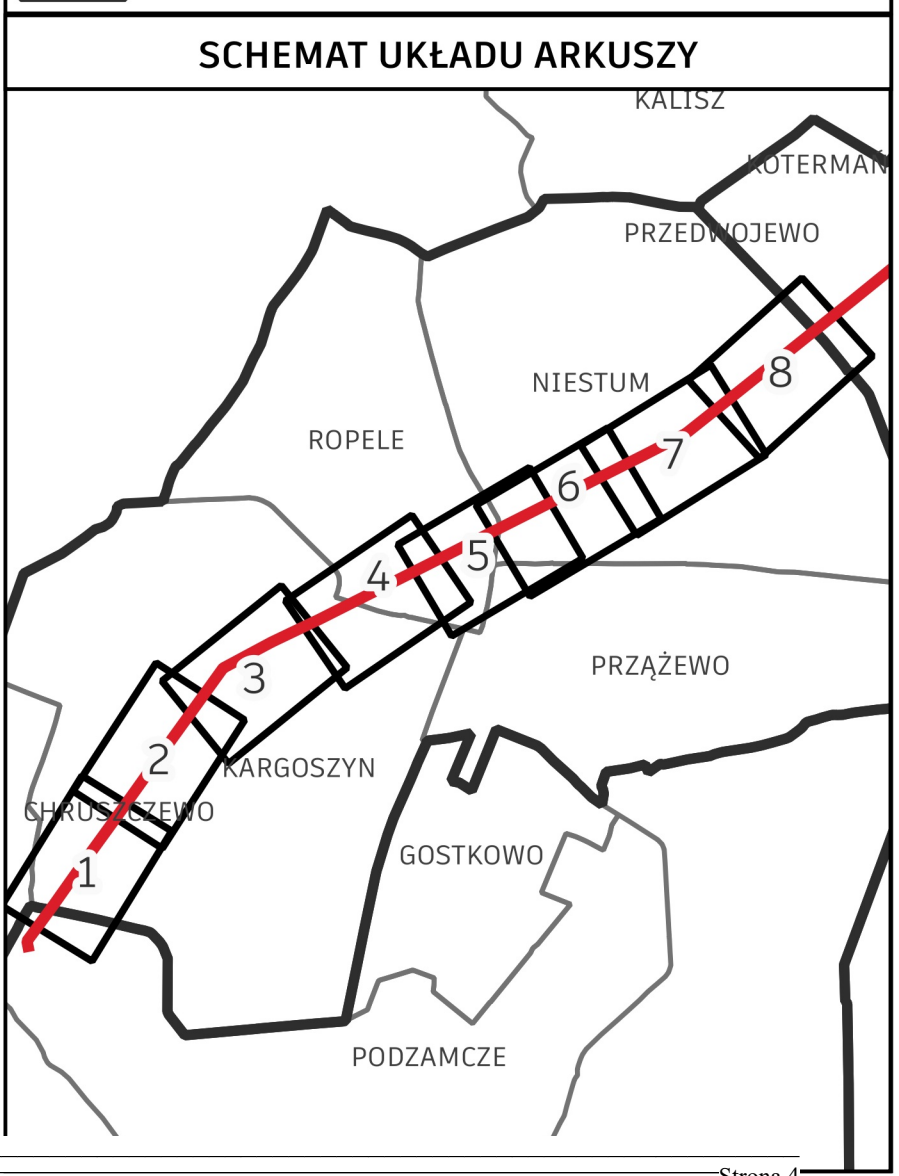 SCHEMAT UKŁADU ARKUSZY
KALISZ
KOTERMAŃ
PRZEDWOJEWO
8
NIESTUM
ROPELE
7
6
5
4
3
PRZĄŻEWO
2
KARGOSZYN
CHRUSZCZEWO
GOSTKOWO
1
PODZAMCZE
Strona 4